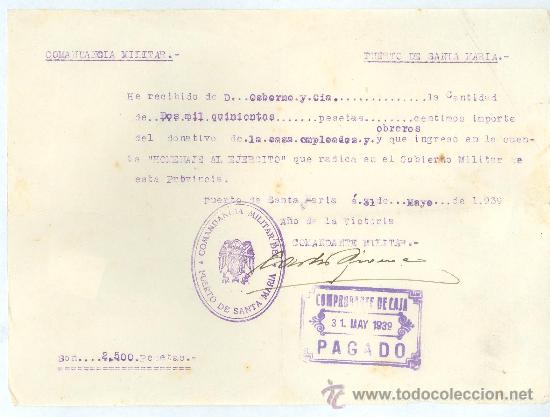 COMANDANCIA MILITAR.- PUERTO DE SANTA MARIA.-
He recibido de D...Osborne y Cia...............la Cantidad
de..Dos mil quinientos........pesetas.......centimos importe
obreros
del donativo de la casa empleados y. y que ingreso en la cuen-
ta "HOMENAJE AL EJERCITO" que radica en el Gobierno Militar de
esta Provincia.
Puerto de Santa Maria á 31 de...Mayo...de 1.939
Año de la Victoria
COMANDANTE MILITAR.-
COMANDANCIA MILITAR DE
PUERTO DE SANTA MARIA
COMPROBANTE DE CAJA
31 MAY 1939
PAGADO
Son....2,500 Pesetas.-
www.todocoleccion.net